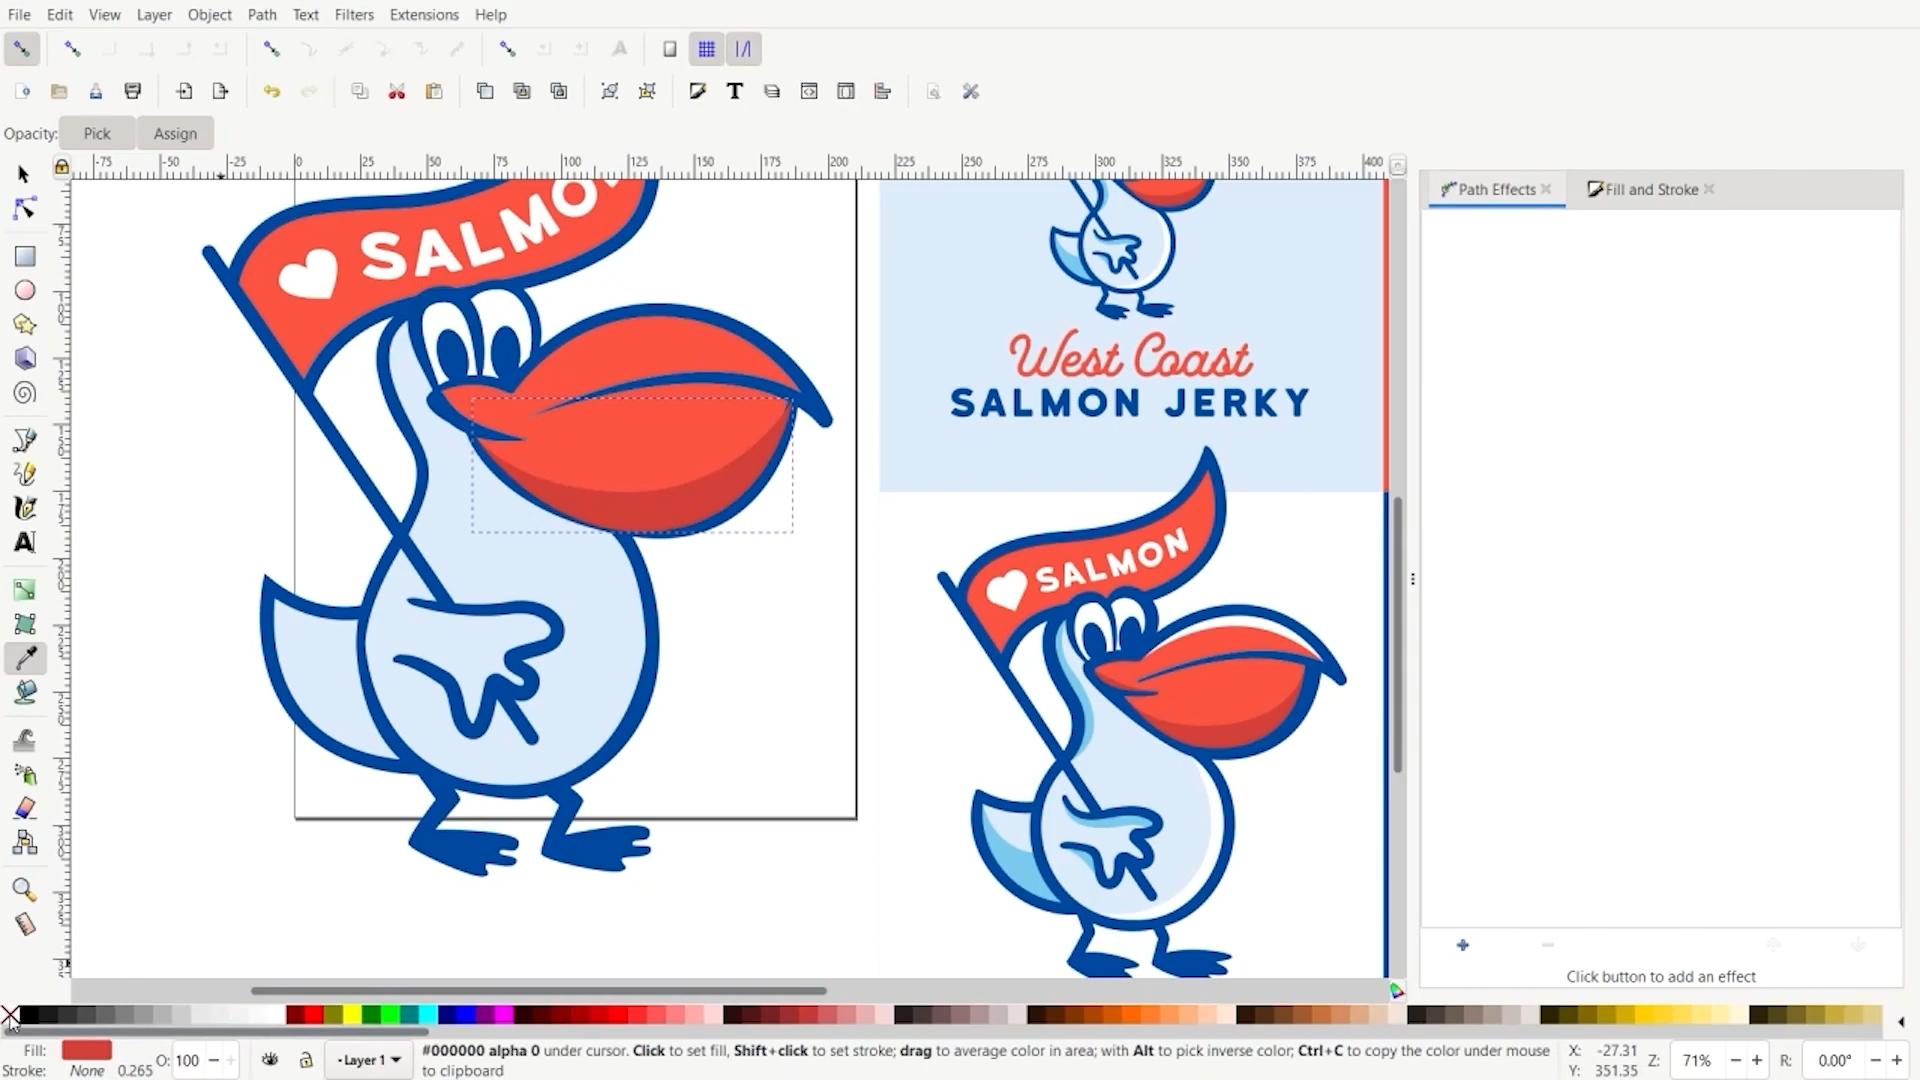 File Edit View Layer Object Path Text Filters Extensions Help
Opacity: Pick Assign
-75 -50 -25 0 25 50 75 100 125 150 175 200 225 250 275 300 325 350 375 400
Path Effects Fill and Stroke
SALMO
West Coast
SALMON JERKY
SALMON
Click button to add an effect
Fill: O: 100 Layer 1 #000000 alpha 0 under cursor. Click to set fill, Shift+click to set stroke; drag to average color in area; with Alt to pick inverse color; Ctrl+C to copy the color under mouse X: -27.31 Z: 71% R: 0.00°
Stroke: None 0.265 to clipboard Y: 351.35